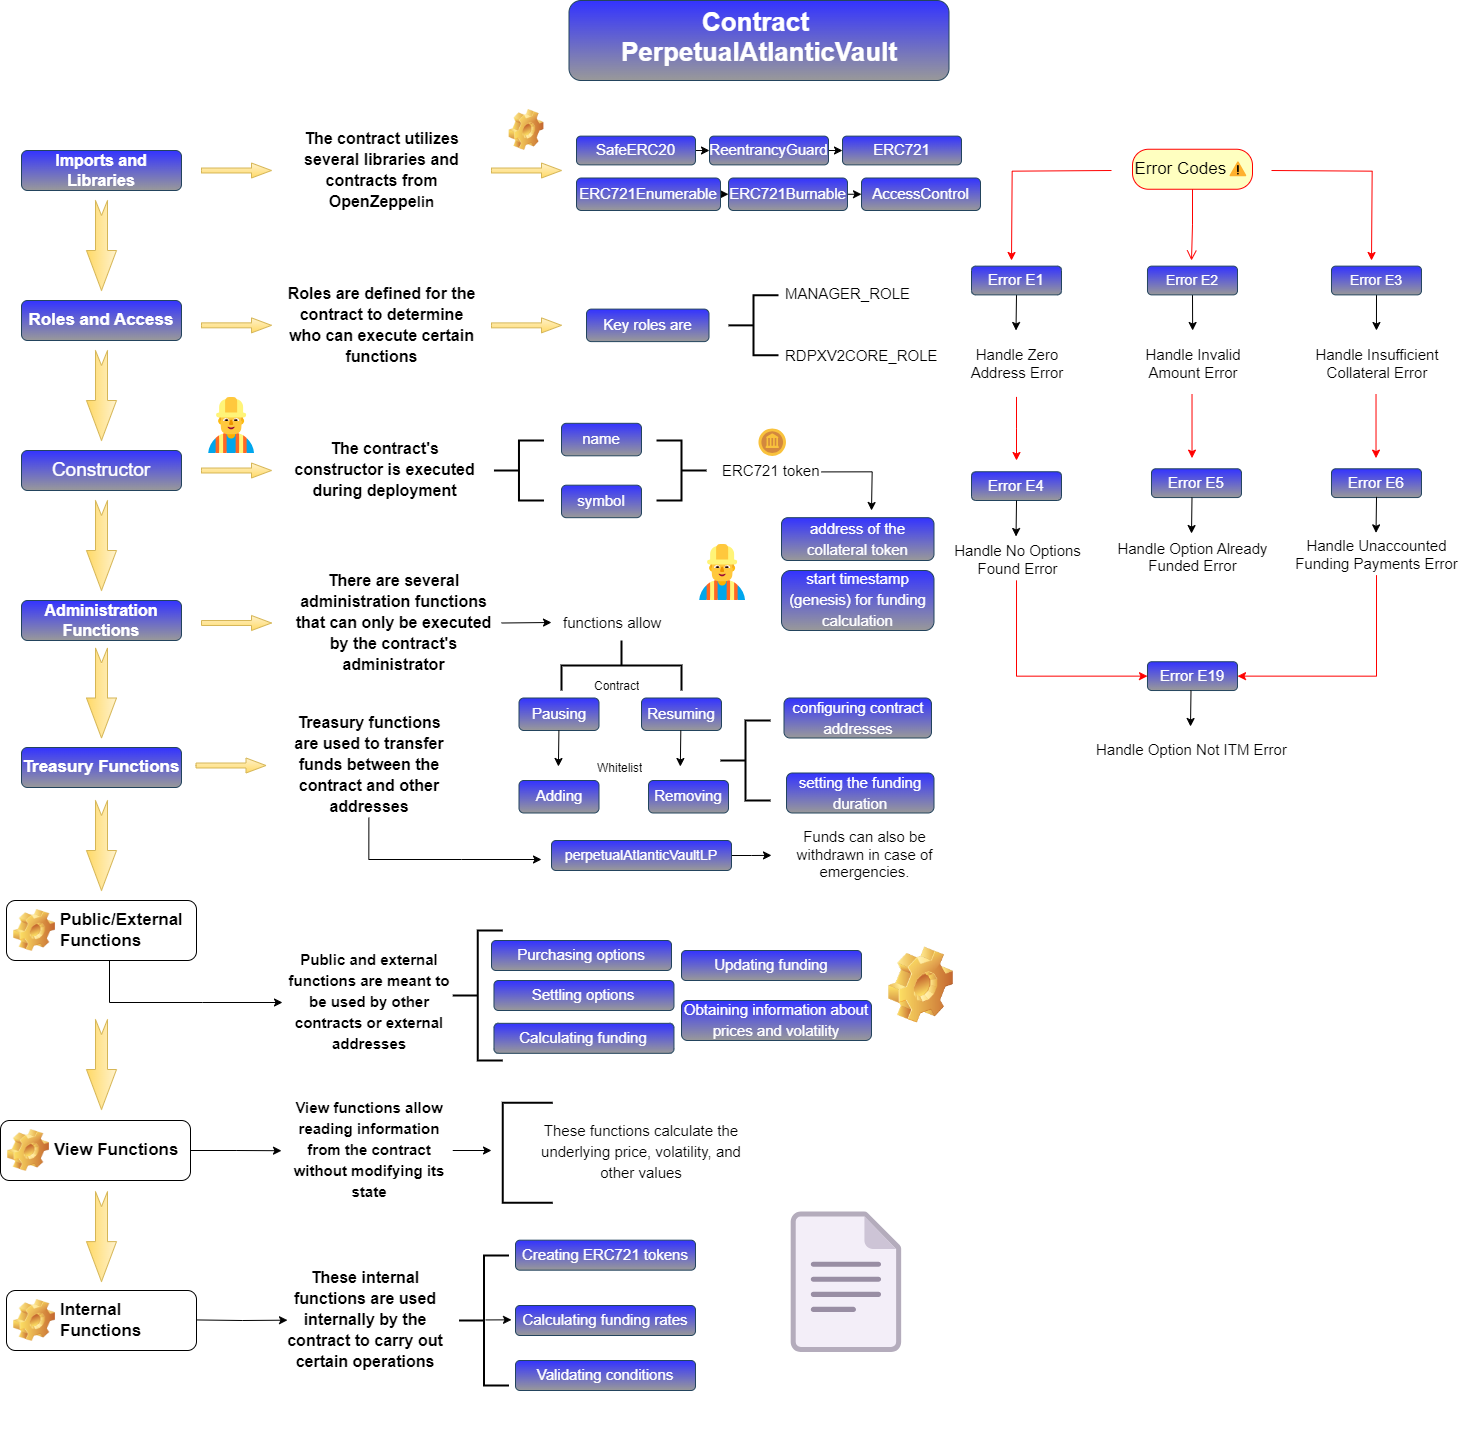 Contract
PerpetualAtlanticVault
Imports and
Libraries
The contract utilizes
several libraries and
contracts from
OpenZeppelin
SafeERC20
ReentrancyGuard
ERC721
ERC721Enumerable
ERC721Burnable
AccessControl
Roles and Access
Roles are defined for the
contract to determine
who can execute certain
functions
Key roles are
MANAGER_ROLE
RDPXV2CORE_ROLE
Constructor
The contract's
constructor is executed
during deployment
name
symbol
ERC721 token
address of the
collateral token
start timestamp
(genesis) for funding
calculation
Administration
Functions
There are several
administration functions
that can only be executed
by the contract's
administrator
functions allow
Contract
Pausing
Resuming
Whitelist
Adding
Removing
configuring contract
addresses
setting the funding
duration
Treasury Functions
Treasury functions
are used to transfer
funds between the
contract and other
addresses
perpetualAtlanticVaultLP
Funds can also be
withdrawn in case of
emergencies.
Public/External
Functions
Public and external
functions are meant to
be used by other
contracts or external
addresses
Purchasing options
Settling options
Calculating funding
Updating funding
Obtaining information about
prices and volatility
View Functions
View functions allow
reading information
from the contract
without modifying its
state
These functions calculate the
underlying price, volatility, and
other values
Internal
Functions
These internal
functions are used
internally by the
contract to carry out
certain operations
Creating ERC721 tokens
Calculating funding rates
Validating conditions
Error Codes
Error E1
Handle Zero
Address Error
Error E2
Handle Invalid
Amount Error
Error E3
Handle Insufficient
Collateral Error
Error E4
Handle No Options
Found Error
Error E5
Handle Option Already
Funded Error
Error E6
Handle Unaccounted
Funding Payments Error
Error E19
Handle Option Not ITM Error